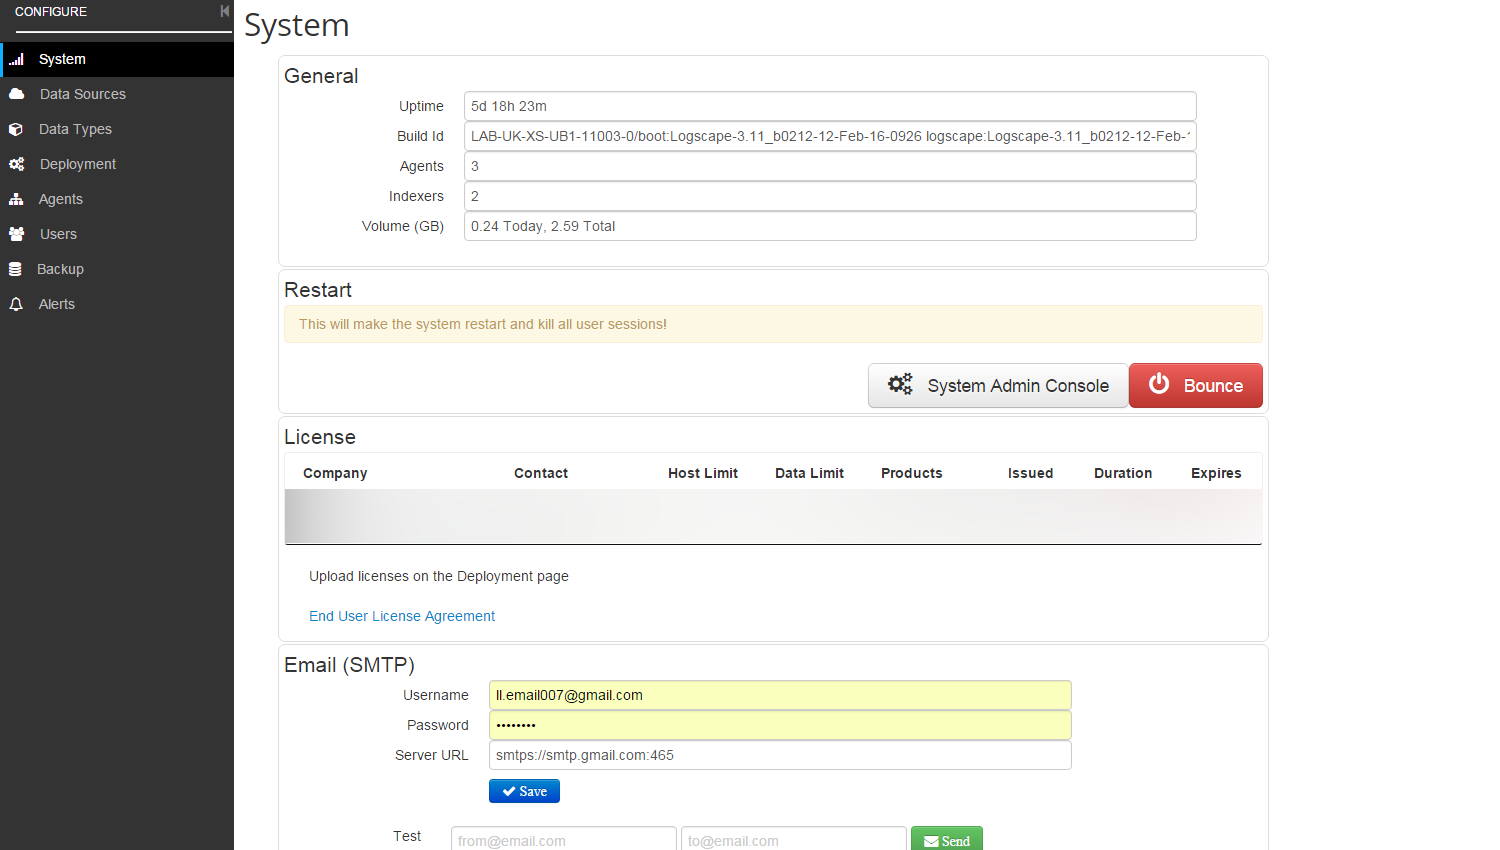 CONFIGURE
System
Data Sources
Data Types
Deployment
Agents
Users
Backup
Alerts
System
General
Uptime 5d 18h 23m
Build Id LAB-UK-XS-UB1-11003-0/boot:Logscape-3.11_b0212-12-Feb-16-0926 logscape:Logscape-3.11_b0212-12-Feb-1
Agents 3
Indexers 2
Volume (GB) 0.24 Today, 2.59 Total
Restart
This will make the system restart and kill all user sessions!
System Admin Console Bounce
License
Company Contact Host Limit Data Limit Products Issued Duration Expires
Upload licenses on the Deployment page
End User License Agreement
Email (SMTP)
Username ll.email007@gmail.com
Password ••••••••
Server URL smtps://smtp.gmail.com:465
Save
Test from@email.com to@email.com Send